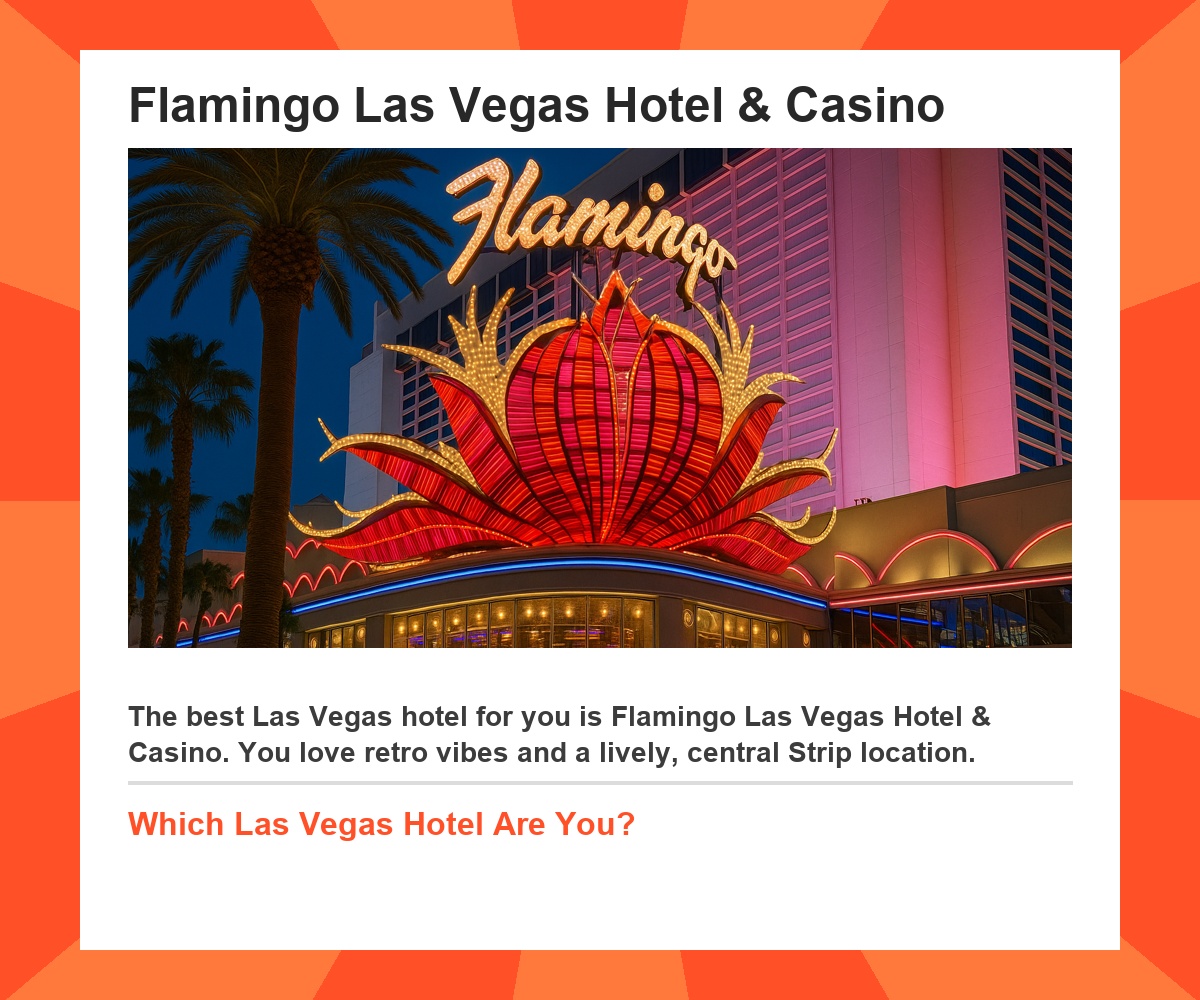 Flamingo Las Vegas Hotel & Casino
Flamingo
The best Las Vegas hotel for you is Flamingo Las Vegas Hotel &
Casino. You love retro vibes and a lively, central Strip location.
Which Las Vegas Hotel Are You?